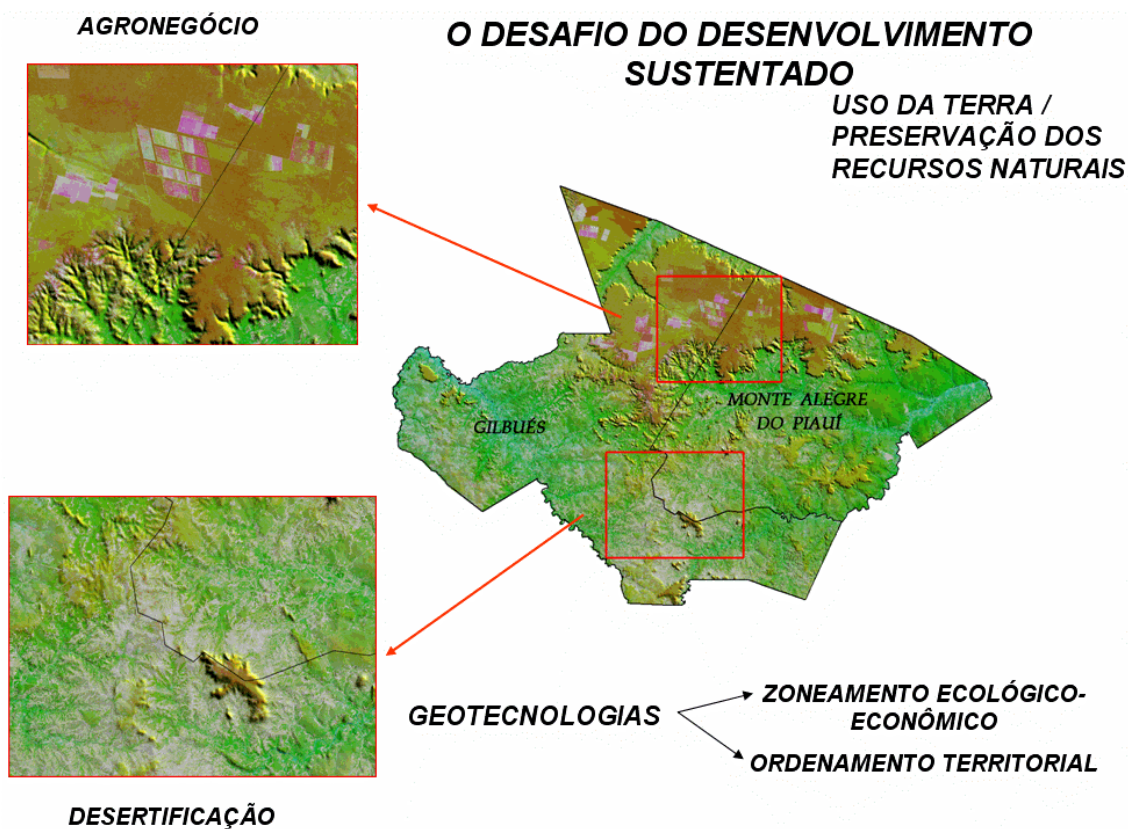 AGRONEGÓCIO
O DESAFIO DO DESENVOLVIMENTO
SUSTENTADO
USO DA TERRA /
PRESERVAÇÃO DOS
RECURSOS NATURAIS
GILBUÉS
MONTE ALEGRE
DO PIAUÍ
GEOTECNOLOGIAS
ZONEAMENTO ECOLÓGICO-
ECONÔMICO
ORDENAMENTO TERRITORIAL
DESERTIFICAÇÃO